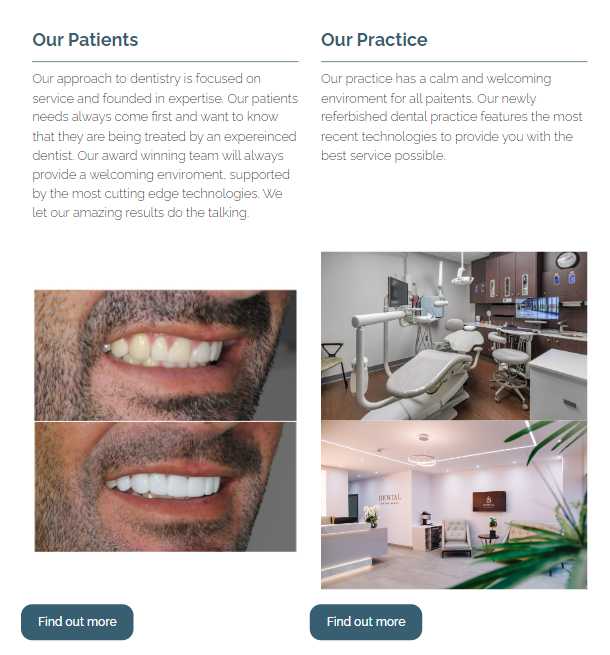 Our Patients
Our approach to dentistry is focused on
service and founded in expertise. Our patients
needs always come first and want to know
that they are being treated by an expereinced
dentist. Our award winning team will always
provide a welcoming enviroment, supported
by the most cutting edge technologies. We
let our amazing results do the talking.
Our Practice
Our practice has a calm and welcoming
enviroment for all paitents. Our newly
referbished dental practice features the most
recent technologies to provide you with the
best service possible.
DENTAL
Find out more
Find out more